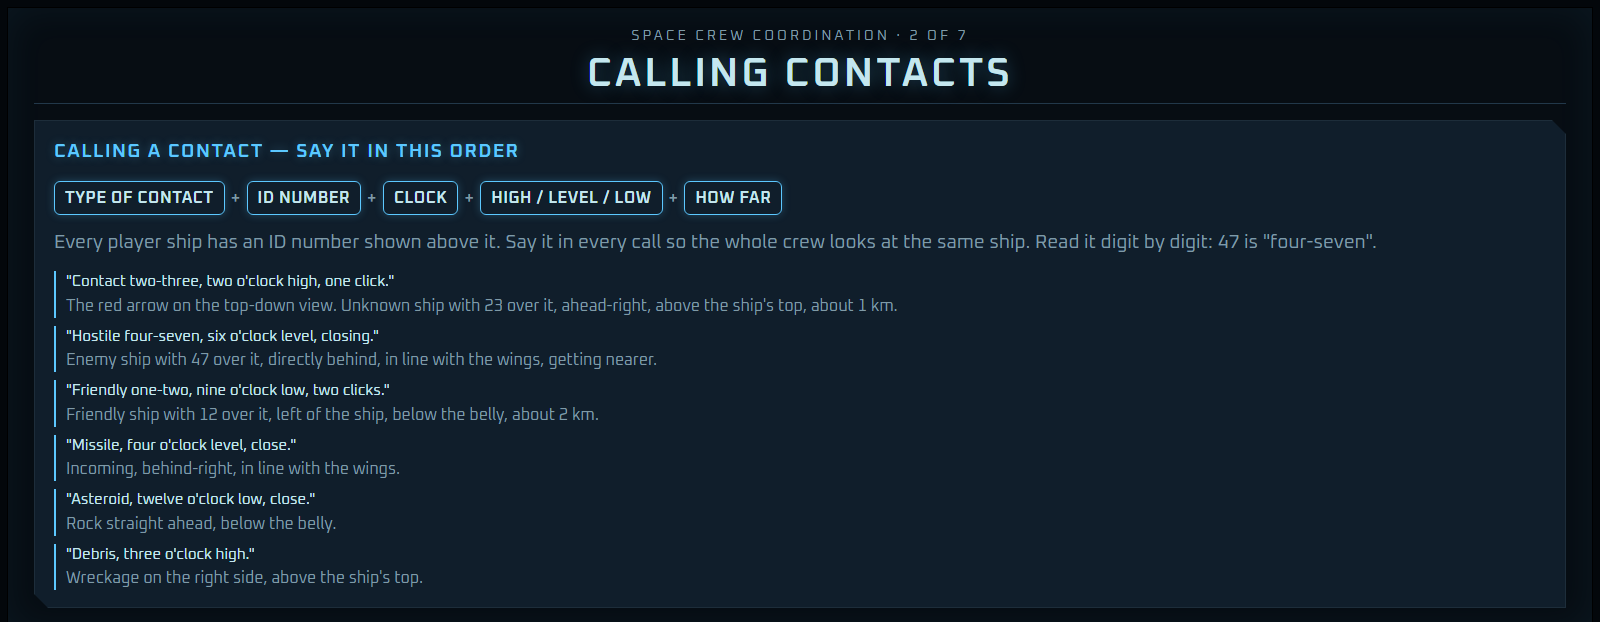 SPACE CREW COORDINATION · 2 OF 7
CALLING CONTACTS
CALLING A CONTACT — SAY IT IN THIS ORDER
TYPE OF CONTACT + ID NUMBER + CLOCK + HIGH / LEVEL / LOW + HOW FAR
Every player ship has an ID number shown above it. Say it in every call so the whole crew looks at the same ship. Read it digit by digit: 47 is "four-seven".
"Contact two-three, two o'clock high, one click."
The red arrow on the top-down view. Unknown ship with 23 over it, ahead-right, above the ship's top, about 1 km.
"Hostile four-seven, six o'clock level, closing."
Enemy ship with 47 over it, directly behind, in line with the wings, getting nearer.
"Friendly one-two, nine o'clock low, two clicks."
Friendly ship with 12 over it, left of the ship, below the belly, about 2 km.
"Missile, four o'clock level, close."
Incoming, behind-right, in line with the wings.
"Asteroid, twelve o'clock low, close."
Rock straight ahead, below the belly.
"Debris, three o'clock high."
Wreckage on the right side, above the ship's top.